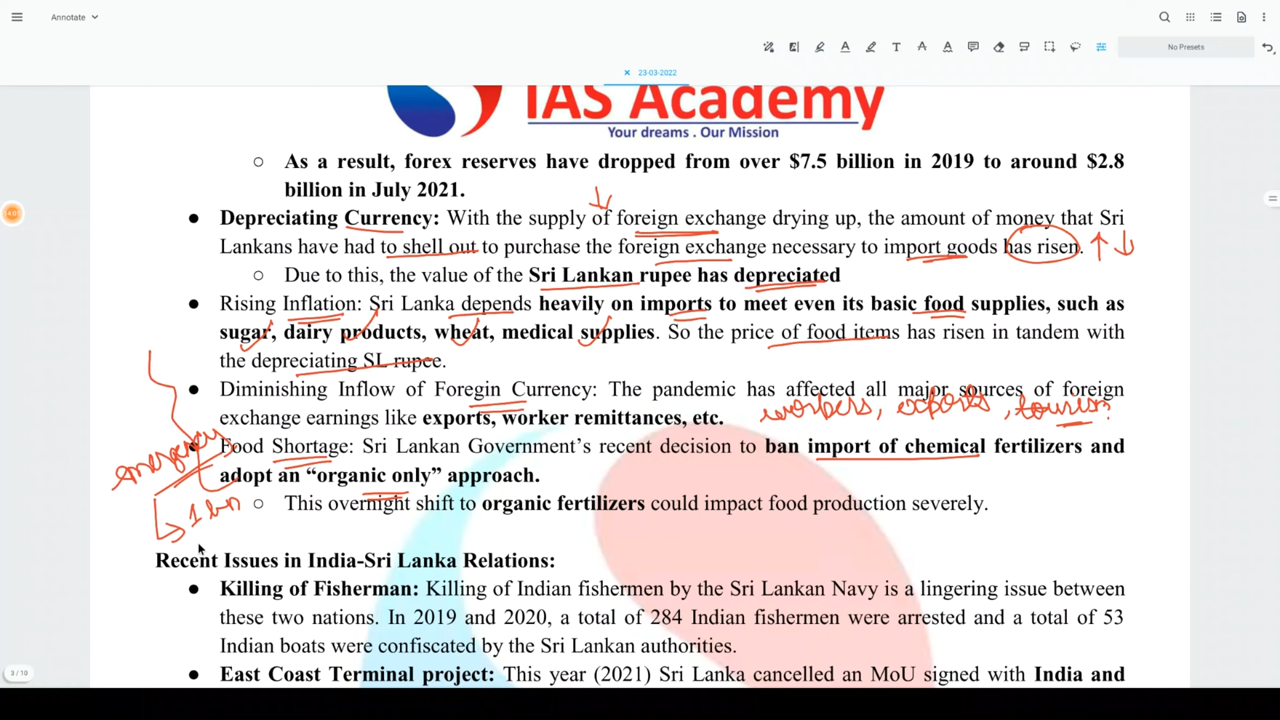 Annotate
No Presets
× 23-03-2022
4:07
IAS Academy
Your dreams . Our Mission
○ As a result, forex reserves have dropped from over $7.5 billion in 2019 to around $2.8
billion in July 2021.
● Depreciating Currency: With the supply of foreign exchange drying up, the amount of money that Sri
Lankans have had to shell out to purchase the foreign exchange necessary to import goods has risen.
○ Due to this, the value of the Sri Lankan rupee has depreciated
● Rising Inflation: Sri Lanka depends heavily on imports to meet even its basic food supplies, such as
sugar, dairy products, wheat, medical supplies. So the price of food items has risen in tandem with
the depreciating SL rupee.
● Diminishing Inflow of Foregin Currency: The pandemic has affected all major sources of foreign
exchange earnings like exports, worker remittances, etc.
workers, exports, tourism?
● Food Shortage: Sri Lankan Government's recent decision to ban import of chemical fertilizers and
adopt an “organic only” approach.
emergency
○ This overnight shift to organic fertilizers could impact food production severely.
1 bn
Recent Issues in India-Sri Lanka Relations:
● Killing of Fisherman: Killing of Indian fishermen by the Sri Lankan Navy is a lingering issue between
these two nations. In 2019 and 2020, a total of 284 Indian fishermen were arrested and a total of 53
Indian boats were confiscated by the Sri Lankan authorities.
● East Coast Terminal project: This year (2021) Sri Lanka cancelled an MoU signed with India and
3 / 10